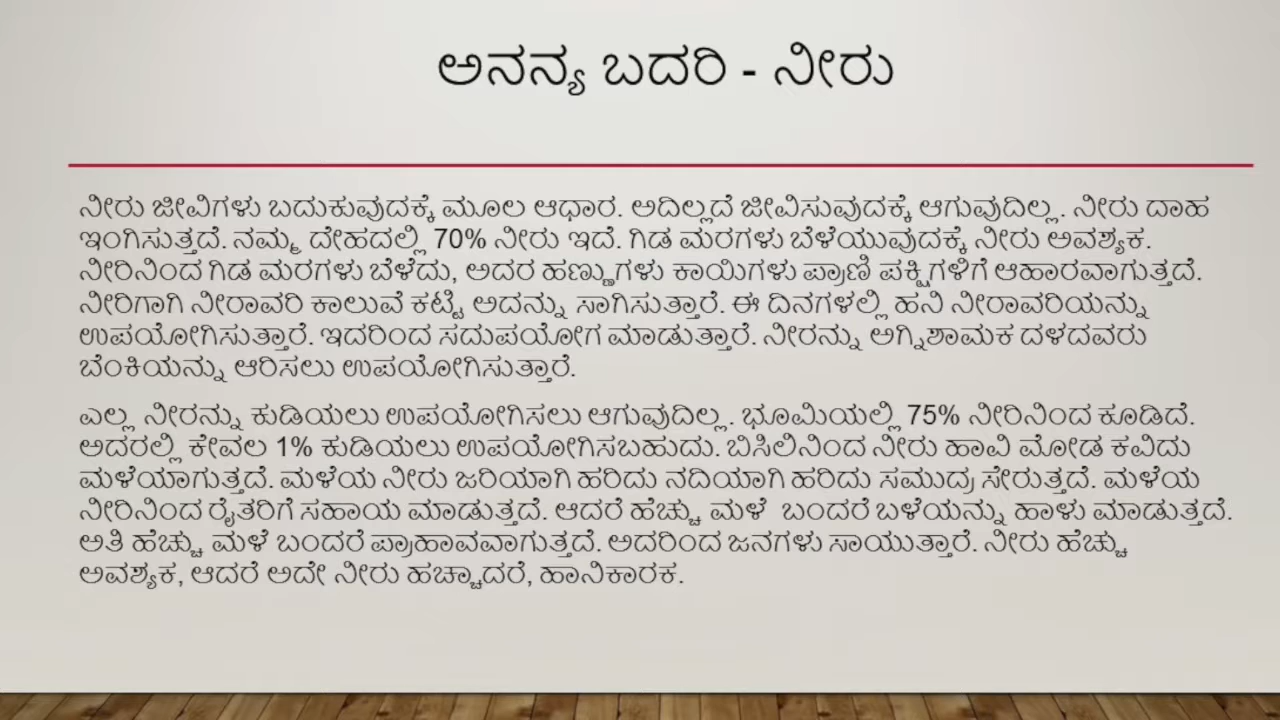 ಅನನ್ಯ ಬದರಿ - ನೀರು
ನೀರು ಜೀವಿಗಳು ಬದುಕುವುದಕ್ಕೆ ಮೂಲ ಆಧಾರ. ಅದಿಲ್ಲದೆ ಜೀವಿಸುವುದಕ್ಕೆ ಆಗುವುದಿಲ್ಲ. ನೀರು ದಾಹ
ಇಂಗಿಸುತ್ತದೆ. ನಮ್ಮ ದೇಹದಲ್ಲಿ 70% ನೀರು ಇದೆ. ಗಿಡ ಮರಗಳು ಬೆಳೆಯುವುದಕ್ಕೆ ನೀರು ಅವಶ್ಯಕ.
ನೀರಿನಿಂದ ಗಿಡ ಮರಗಳು ಬೆಳೆದು, ಅದರ ಹಣ್ಣುಗಳು ಕಾಯಿಗಳು ಪ್ರಾಣಿ ಪಕ್ಷಿಗಳಿಗೆ ಆಹಾರವಾಗುತ್ತದೆ.
ನೀರಿಗಾಗಿ ನೀರಾವರಿ ಕಾಲುವೆ ಕಟ್ಟಿ ಅದನ್ನು ಸಾಗಿಸುತ್ತಾರೆ. ಈ ದಿನಗಳಲ್ಲಿ ಹನಿ ನೀರಾವರಿಯನ್ನು
ಉಪಯೋಗಿಸುತ್ತಾರೆ. ಇದರಿಂದ ಸದುಪಯೋಗ ಮಾಡುತ್ತಾರೆ. ನೀರನ್ನು ಅಗ್ನಿಶಾಮಕ ದಳದವರು
ಬೆಂಕಿಯನ್ನು ಆರಿಸಲು ಉಪಯೋಗಿಸುತ್ತಾರೆ.
ಎಲ್ಲ ನೀರನ್ನು ಕುಡಿಯಲು ಉಪಯೋಗಿಸಲು ಆಗುವುದಿಲ್ಲ. ಭೂಮಿಯಲ್ಲಿ 75% ನೀರಿನಿಂದ ಕೂಡಿದೆ.
ಅದರಲ್ಲಿ ಕೇವಲ 1% ಕುಡಿಯಲು ಉಪಯೋಗಿಸಬಹುದು. ಬಿಸಿಲಿನಿಂದ ನೀರು ಹಾವಿ ಮೋಡ ಕವಿದು
ಮಳೆಯಾಗುತ್ತದೆ. ಮಳೆಯ ನೀರು ಜರಿಯಾಗಿ ಹರಿದು ನದಿಯಾಗಿ ಹರಿದು ಸಮುದ್ರ ಸೇರುತ್ತದೆ. ಮಳೆಯ
ನೀರಿನಿಂದ ರೈತರಿಗೆ ಸಹಾಯ ಮಾಡುತ್ತದೆ. ಆದರೆ ಹೆಚ್ಚು ಮಳೆ ಬಂದರೆ ಬಳೆಯನ್ನು ಹಾಳು ಮಾಡುತ್ತದೆ.
ಅತಿ ಹೆಚ್ಚು ಮಳೆ ಬಂದರೆ ಪ್ರಾಹಾವವಾಗುತ್ತದೆ. ಅದರಿಂದ ಜನಗಳು ಸಾಯುತ್ತಾರೆ. ನೀರು ಹೆಚ್ಚು
ಅವಶ್ಯಕ, ಆದರೆ ಅದೇ ನೀರು ಹಚ್ಚಾದರೆ, ಹಾನಿಕಾರಕ.